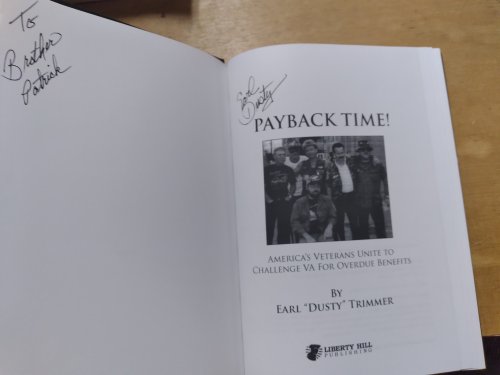 To
Brother
Patrick
Dusty
PAYBACK TIME!
AMERICA'S VETERANS UNITE TO
CHALLENGE VA FOR OVERDUE BENEFITS
BY
EARL "DUSTY" TRIMMER
LIBERTY HILL
PUBLISHING